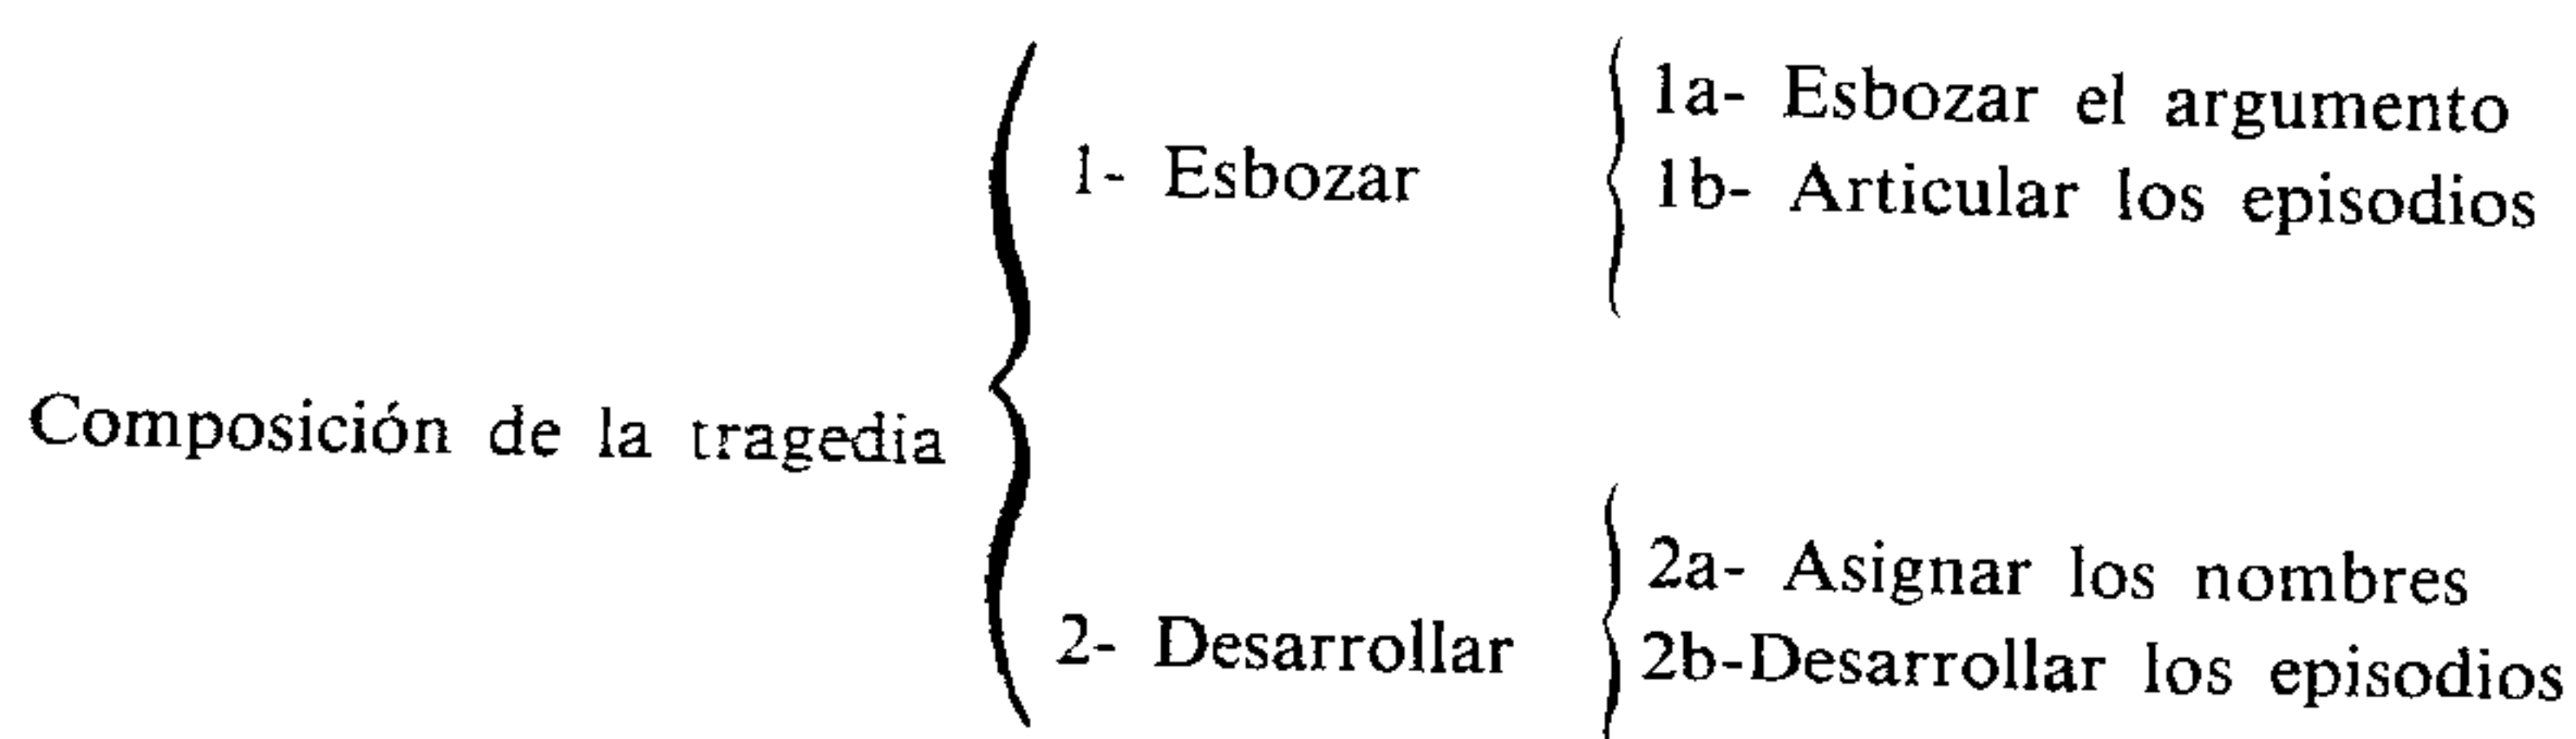 Composición de la tragedia
1- Esbozar
1a- Esbozar el argumento
1b- Articular los episodios
2- Desarrollar
2a- Asignar los nombres
2b-Desarrollar los episodios